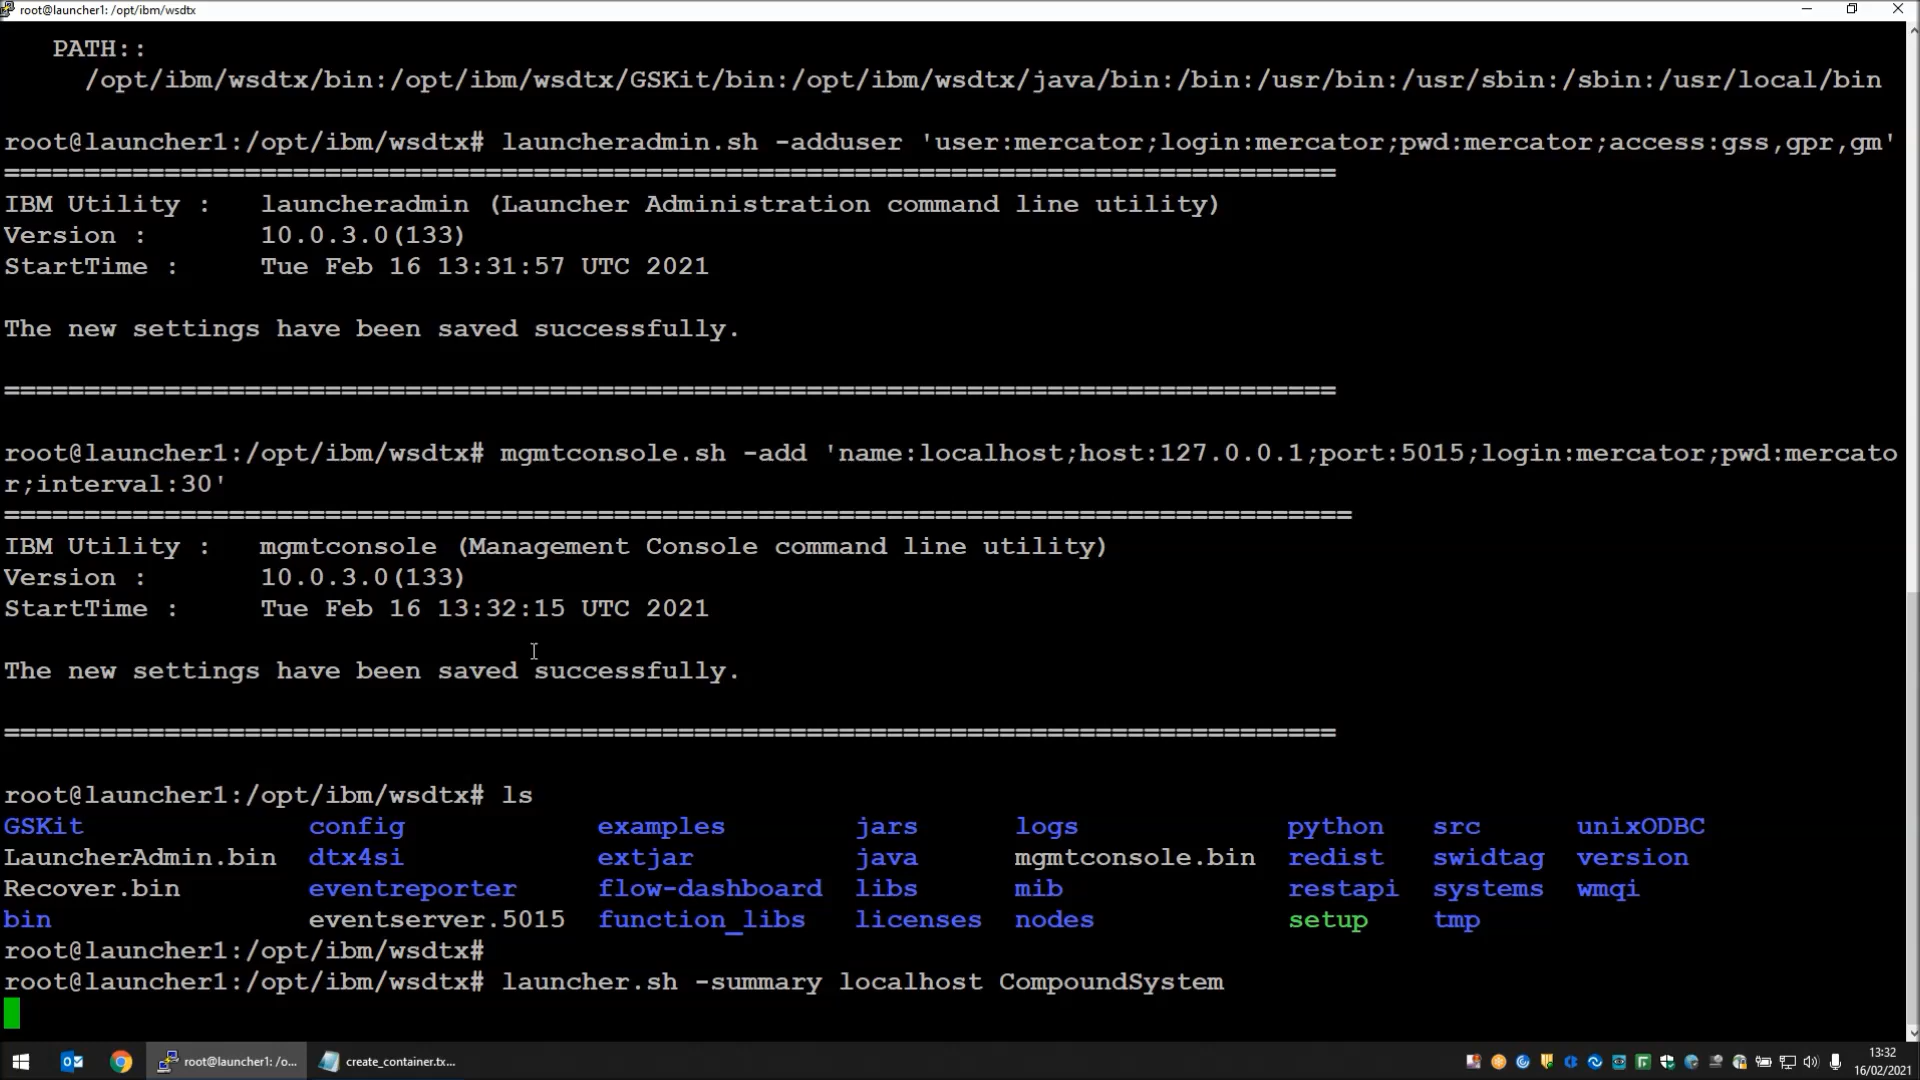 root@launcher1: /opt/ibm/wsdtx
PATH::
/opt/ibm/wsdtx/bin:/opt/ibm/wsdtx/GSKit/bin:/opt/ibm/wsdtx/java/bin:/bin:/usr/bin:/usr/sbin:/sbin:/usr/local/bin
root@launcher1:/opt/ibm/wsdtx# launcheradmin.sh -adduser 'user:mercator;login:mercator;pwd:mercator;access:gss,gpr,gm'
===================================================================================
IBM Utility :   launcheradmin (Launcher Administration command line utility)
Version :       10.0.3.0(133)
StartTime :     Tue Feb 16 13:31:57 UTC 2021
The new settings have been saved successfully.
===================================================================================
root@launcher1:/opt/ibm/wsdtx# mgmtconsole.sh -add 'name:localhost;host:127.0.0.1;port:5015;login:mercator;pwd:mercato
r;interval:30'
====================================================================================
IBM Utility :   mgmtconsole (Management Console command line utility)
Version :       10.0.3.0(133)
StartTime :     Tue Feb 16 13:32:15 UTC 2021
The new settings have been saved successfully.
===================================================================================
root@launcher1:/opt/ibm/wsdtx# ls
GSKit config examples jars logs python src unixODBC
LauncherAdmin.bin dtx4si extjar java mgmtconsole.bin redist swidtag version
Recover.bin eventreporter flow-dashboard libs mib restapi systems wmqi
bin eventserver.5015 function_libs licenses nodes setup tmp
root@launcher1:/opt/ibm/wsdtx#
root@launcher1:/opt/ibm/wsdtx# launcher.sh -summary localhost CompoundSystem
root@launcher1: /o... create_container.tx... 13:32
16/02/2021